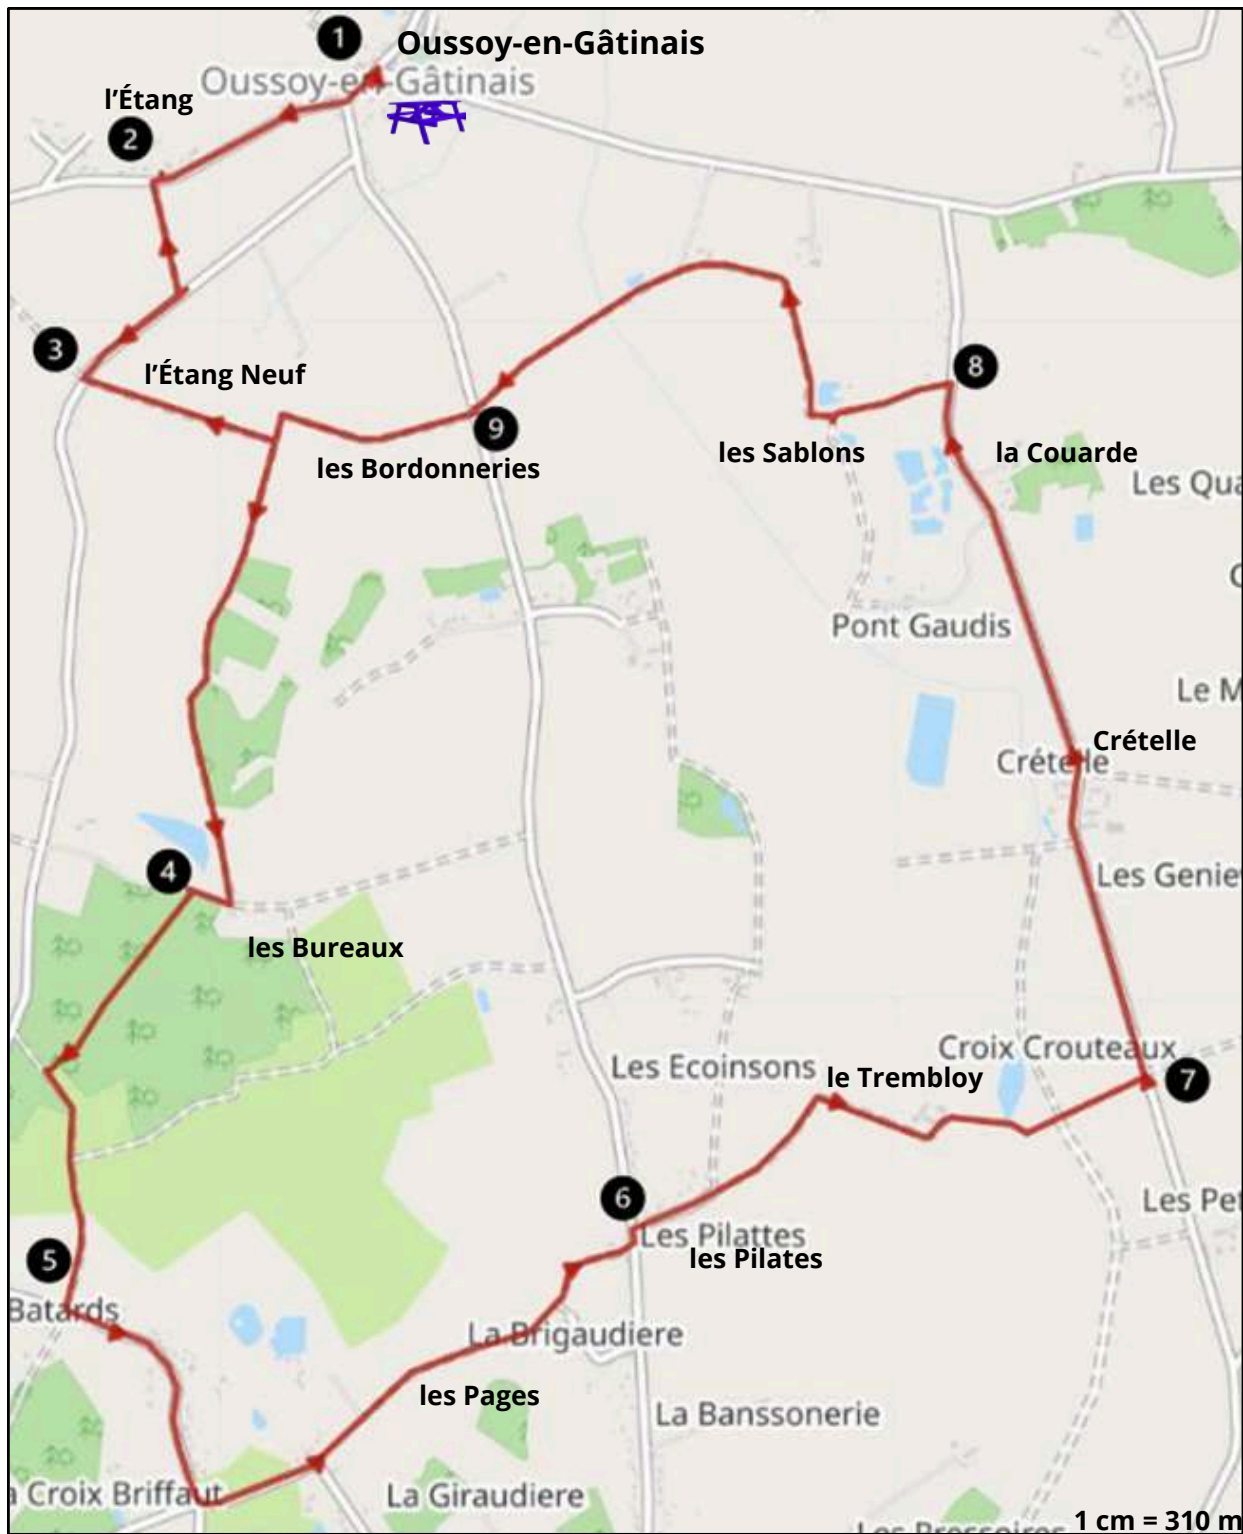 1
Oussoy-en-Gâtinais
Oussoy-en-Gâtinais
l'Étang
2
3
l'Étang Neuf
8
9
les Bordonneries
les Sablons
la Couarde
Les Qua
Pont Gaudis
Le M
Crételle
Crételle
4
Les Genie
les Bureaux
Croix Crouteaux
Les Ecoinsons
le Trembloy
7
6
Les Pet
Les Pilattes
les Pilates
5
Batards
La Brigaudiere
les Pages
La Banssonerie
a Croix Briffaut
La Giraudiere
Les Pressoires
1 cm = 310 m